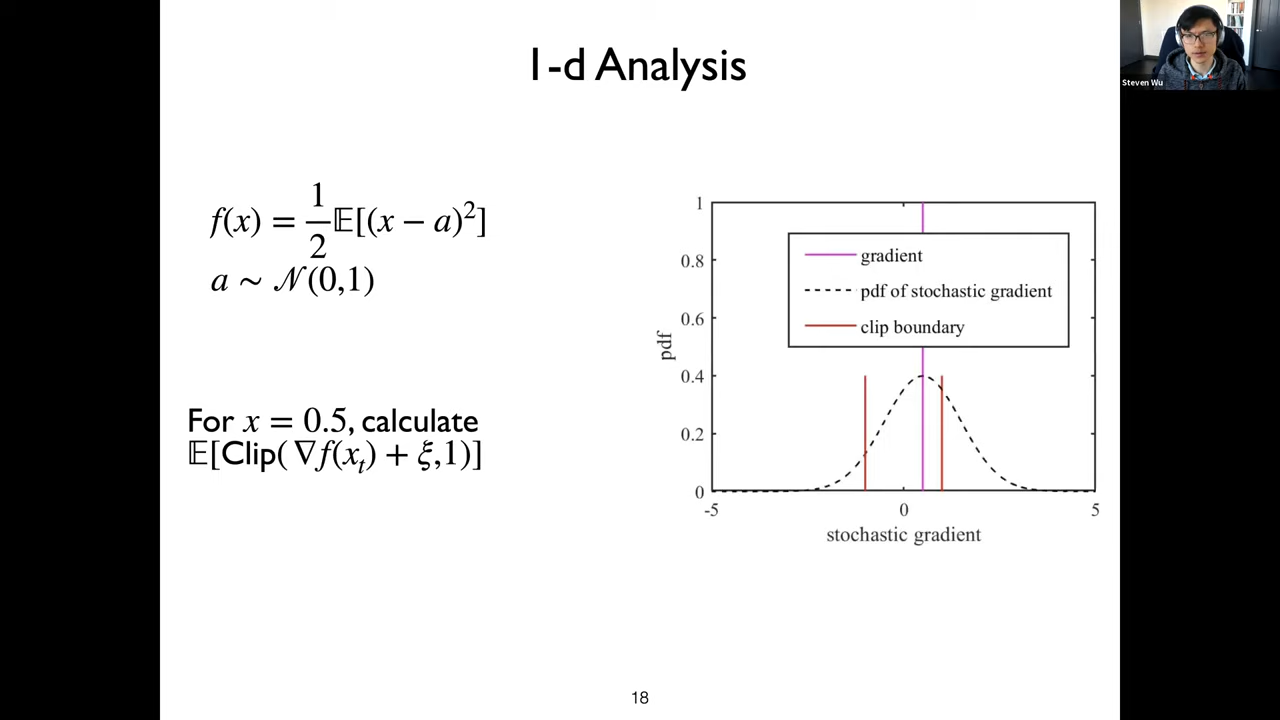 1-d Analysis
Steven Wu
f(x) = \frac{1}{2}𝔼[(x − a)²]
a ∼ 𝒩(0,1)
For x = 0.5, calculate
𝔼[Clip(∇f(xₜ) + ξ,1)]
1
0.8
0.6
0.4
0.2
0
pdf
gradient
pdf of stochastic gradient
clip boundary
-5
0
5
stochastic gradient
18